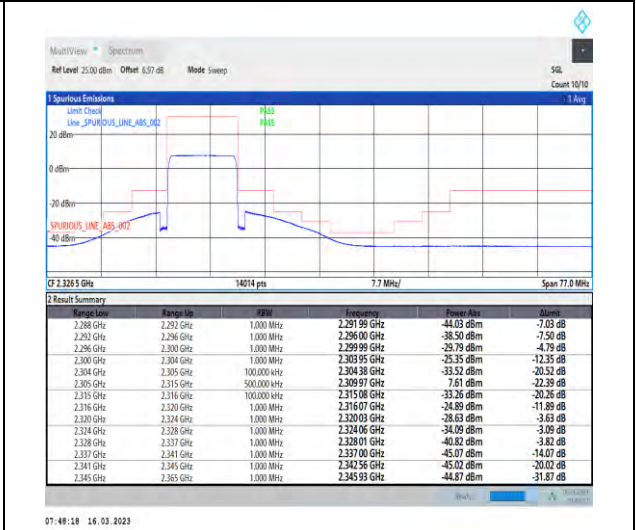 MultiView Spectrum
Ref Level 25.00 dBm Offset 6.97 dB Mode Sweep SGL
Count 10/10
1 Spurious Emissions 1 Avg
Limit Check PASS
Line _SPURIOUS_LINE_ABS_002 PASS
20 dBm
0 dBm
-20 dBm
_SPURIOUS_LINE_ABS_002
-40 dBm
CF 2.326 5 GHz 14014 pts 7.7 MHz/ Span 77.0 MHz
2 Result Summary
Range Low Range Up RBW Frequency Power Abs ΔLimit
2.288 GHz 2.292 GHz 1.000 MHz 2.291 99 GHz -44.03 dBm -7.03 dB
2.292 GHz 2.296 GHz 1.000 MHz 2.296 00 GHz -38.50 dBm -7.50 dB
2.296 GHz 2.300 GHz 1.000 MHz 2.299 99 GHz -29.79 dBm -4.79 dB
2.300 GHz 2.304 GHz 1.000 MHz 2.303 95 GHz -25.35 dBm -12.35 dB
2.304 GHz 2.305 GHz 100.000 kHz 2.304 38 GHz -33.52 dBm -20.52 dB
2.305 GHz 2.315 GHz 500.000 kHz 2.309 97 GHz 7.61 dBm -22.39 dB
2.315 GHz 2.316 GHz 100.000 kHz 2.315 08 GHz -33.26 dBm -20.26 dB
2.316 GHz 2.320 GHz 1.000 MHz 2.316 07 GHz -24.89 dBm -11.89 dB
2.320 GHz 2.324 GHz 1.000 MHz 2.320 03 GHz -28.63 dBm -3.63 dB
2.324 GHz 2.328 GHz 1.000 MHz 2.324 06 GHz -34.09 dBm -3.09 dB
2.328 GHz 2.337 GHz 1.000 MHz 2.328 01 GHz -40.82 dBm -3.82 dB
2.337 GHz 2.341 GHz 1.000 MHz 2.337 00 GHz -45.07 dBm -14.07 dB
2.341 GHz 2.345 GHz 1.000 MHz 2.342 56 GHz -45.02 dBm -20.02 dB
2.345 GHz 2.365 GHz 1.000 MHz 2.345 93 GHz -44.87 dBm -31.87 dB
07:48:18 16.03.2023